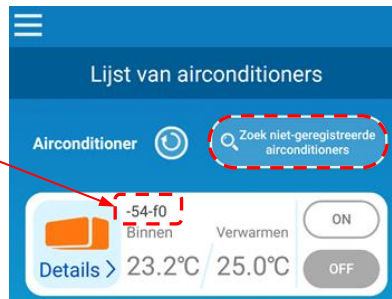 Lijst van airconditioners
Airconditioner
Zoek niet-geregistreerde
airconditioners
-54-f0
Binnen
Verwarmen
ON
Details >
23.2°C
25.0°C
OFF